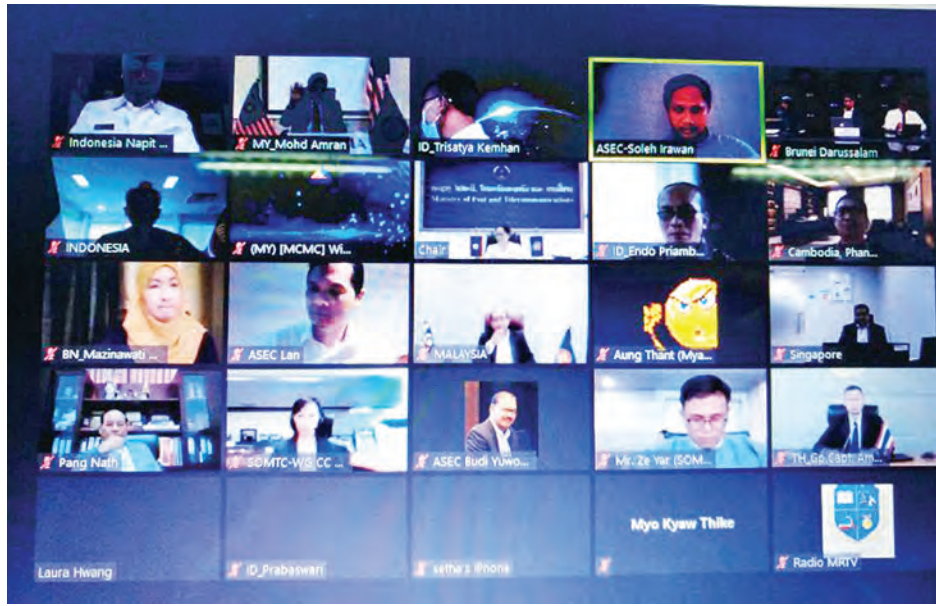 Indonesia Napit ...
MY_Mohd Amran
ID_Trisatya Kemhan
ASEC-Soleh Irawan
Brunei Darussalam
INDONESIA
(MY) [MCMC] Wi...
Ministry of Post and Telecommunications
Chair
ID_Endo Priamb...
Cambodia, Phan...
BN_Mazinawati ...
ASEC Lan
MALAYSIA
Aung Thant (Mya...
Singapore
Pang Nath
SOMTC-WG CC ...
ASEC Budi Yuwo...
Mr. Ze Yar (SOM...
TH_Gp.Capt. Am...
Laura Hwang
ID_Prabaswari
setha's iPhone
Myo Kyaw Thike
Radio MRTV